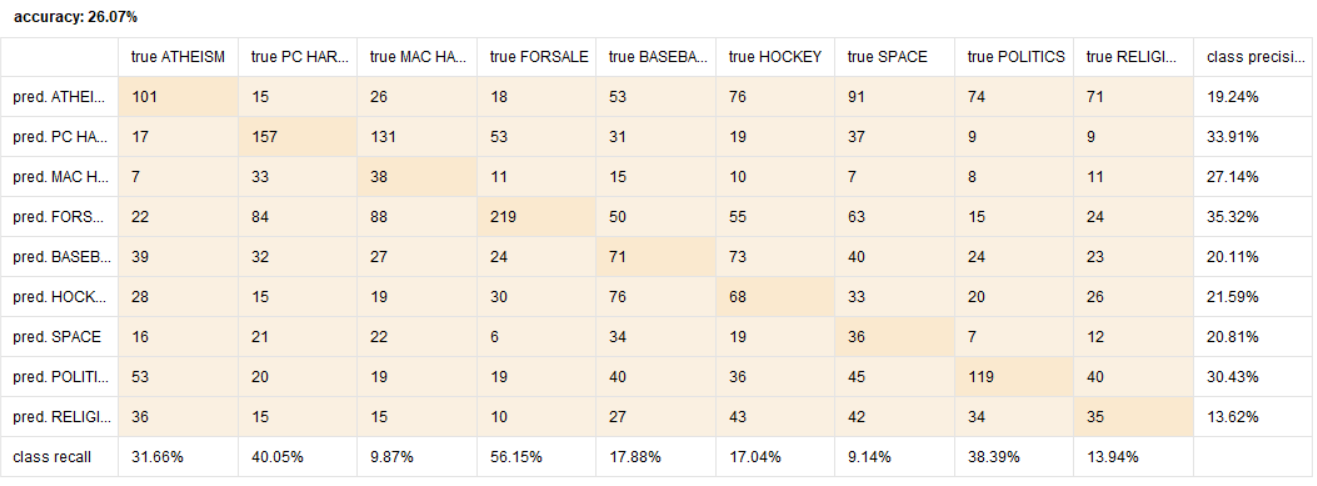 accuracy: 26.07%
true ATHEISM true PC HAR... true MAC HA... true FORSALE true BASEBA... true HOCKEY true SPACE true POLITICS true RELIGI... class precisi...
pred. ATHEI... 101 15 26 18 53 76 91 74 71 19.24%
pred. PC HA... 17 157 131 53 31 19 37 9 9 33.91%
pred. MAC H... 7 33 38 11 15 10 7 8 11 27.14%
pred. FORS... 22 84 88 219 50 55 63 15 24 35.32%
pred. BASEB... 39 32 27 24 71 73 40 24 23 20.11%
pred. HOCK... 28 15 19 30 76 68 33 20 26 21.59%
pred. SPACE 16 21 22 6 34 19 36 7 12 20.81%
pred. POLITI... 53 20 19 19 40 36 45 119 40 30.43%
pred. RELIGI... 36 15 15 10 27 43 42 34 35 13.62%
class recall 31.66% 40.05% 9.87% 56.15% 17.88% 17.04% 9.14% 38.39% 13.94%